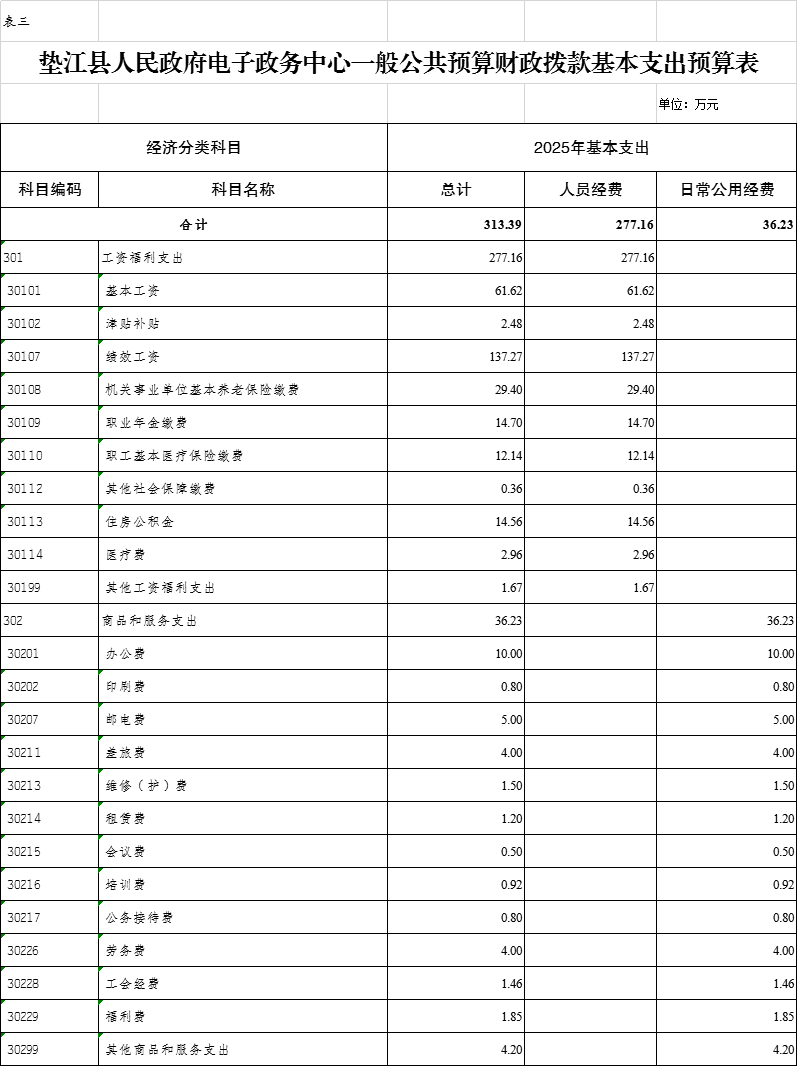 表三
垫江县人民政府电子政务中心一般公共预算财政拨款基本支出预算表
单位：万元
经济分类科目 2025年基本支出
科目编码 科目名称 总计 人员经费 日常公用经费
合计 313.39 277.16 36.23
301 工资福利支出 277.16 277.16
30101 基本工资 61.62 61.62
30102 津贴补贴 2.48 2.48
30107 绩效工资 137.27 137.27
30108 机关事业单位基本养老保险缴费 29.40 29.40
30109 职业年金缴费 14.70 14.70
30110 职工基本医疗保险缴费 12.14 12.14
30112 其他社会保障缴费 0.36 0.36
30113 住房公积金 14.56 14.56
30114 医疗费 2.96 2.96
30199 其他工资福利支出 1.67 1.67
302 商品和服务支出 36.23 36.23
30201 办公费 10.00 10.00
30202 印刷费 0.80 0.80
30207 邮电费 5.00 5.00
30211 差旅费 4.00 4.00
30213 维修（护）费 1.50 1.50
30214 租赁费 1.20 1.20
30215 会议费 0.50 0.50
30216 培训费 0.92 0.92
30217 公务接待费 0.80 0.80
30226 劳务费 4.00 4.00
30228 工会经费 1.46 1.46
30229 福利费 1.85 1.85
30299 其他商品和服务支出 4.20 4.20